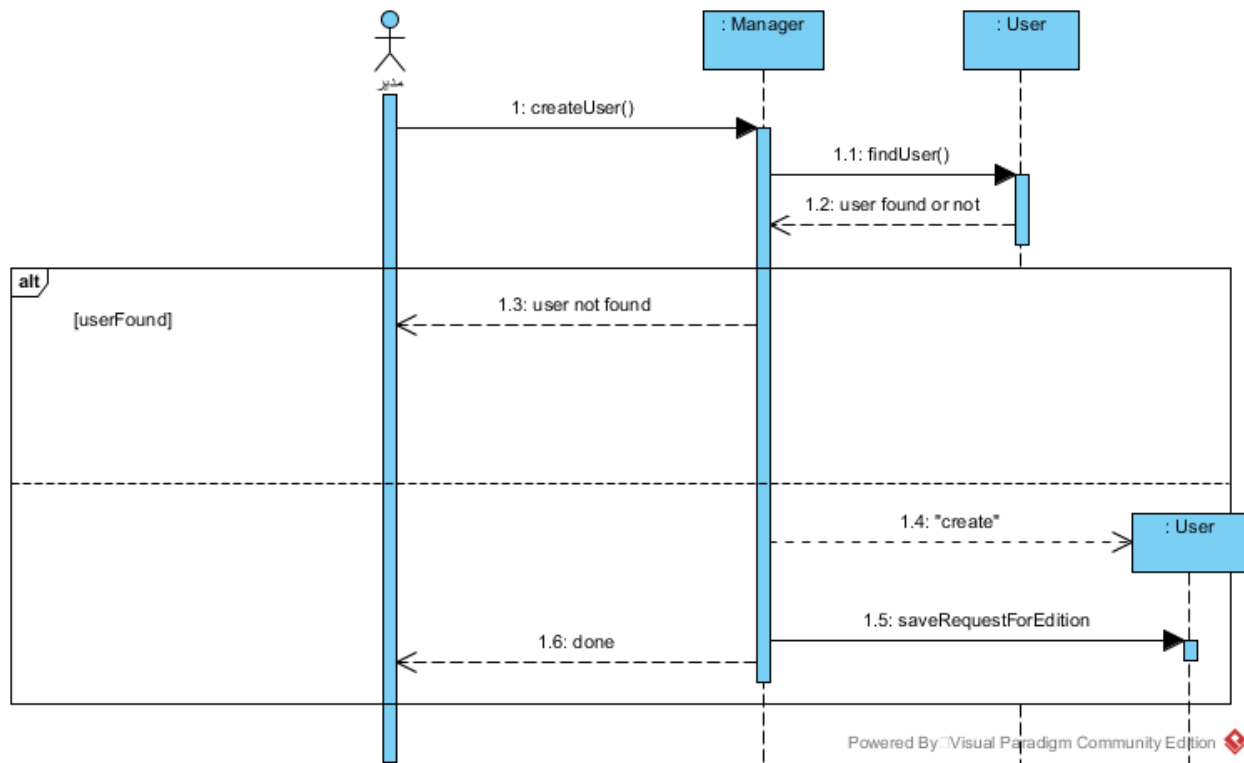 : Manager
: User
مدیر
1: createUser()
1.1: findUser()
1.2: user found or not
alt
1.3: user not found
[userFound]
1.4: "create"
: User
1.5: saveRequestForEdition
1.6: done
Powered By Visual Paradigm Community Edition